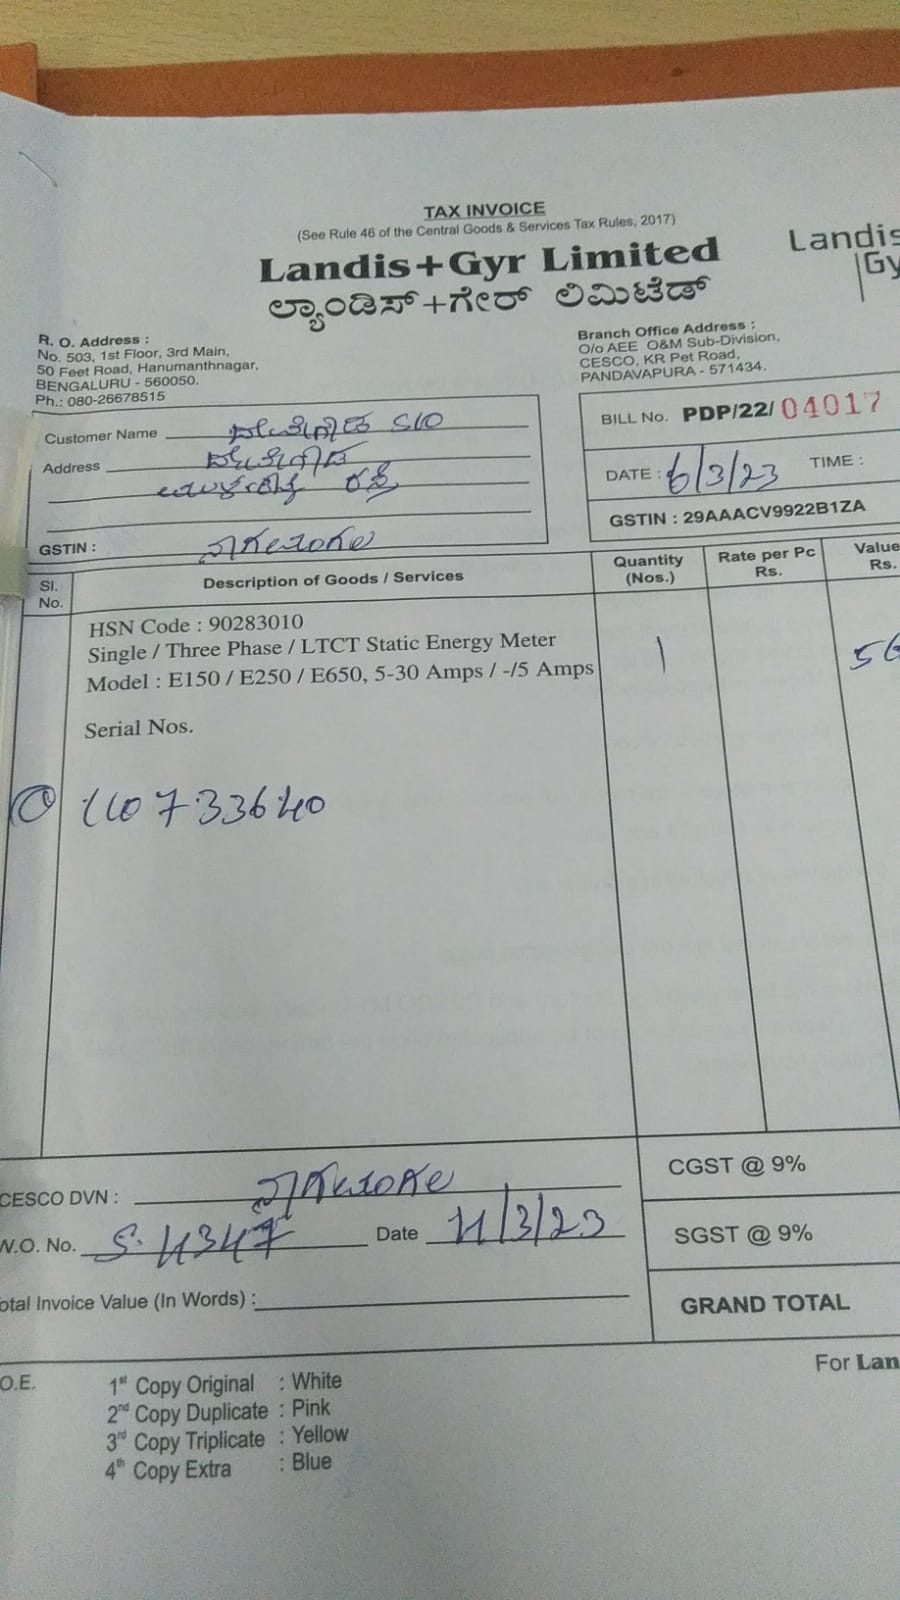 TAX INVOICE
(See Rule 46 of the Central Goods & Services Tax Rules, 2017)
Landis+Gyr Limited
ಲ್ಯಾಂಡಿಸ್+ಗೇರ್ ಲಿಮಿಟೆಡ್
Landis
Gy
R. O. Address :
No. 503, 1st Floor, 3rd Main,
50 Feet Road, Hanumanthnagar,
BENGALURU - 560050.
Ph.: 080-26678515
Branch Office Address :
O/o AEE O&M Sub-Division,
CESCO, KR Pet Road,
PANDAVAPURA - 571434.
Customer Name S/O
Address
GSTIN :
BILL No. PDP/22/ 04017
DATE : 6/3/23 TIME :
GSTIN : 29AAACV9922B1ZA
Sl. No. Description of Goods / Services Quantity (Nos.) Rate per Pc Rs. Value Rs.
HSN Code : 90283010
Single / Three Phase / LTCT Static Energy Meter
Model : E150 / E250 / E650, 5-30 Amps / -/5 Amps 1 56
Serial Nos.
CESCO DVN :
W.O. No. S. 4347 Date 11/3/23
otal Invoice Value (In Words) :
CGST @ 9%
SGST @ 9%
GRAND TOTAL
For Lan
O.E.
1st Copy Original : White
2nd Copy Duplicate : Pink
3rd Copy Triplicate : Yellow
4th Copy Extra : Blue